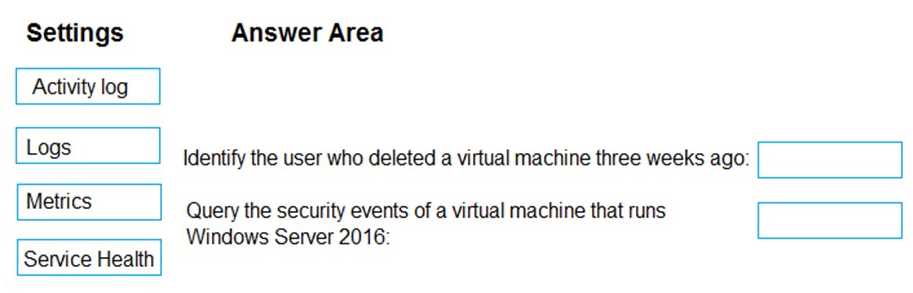 Settings
Answer Area
Activity log
Logs
Identify the user who deleted a virtual machine three weeks ago:
Metrics
Query the security events of a virtual machine that runs
Windows Server 2016:
Service Health